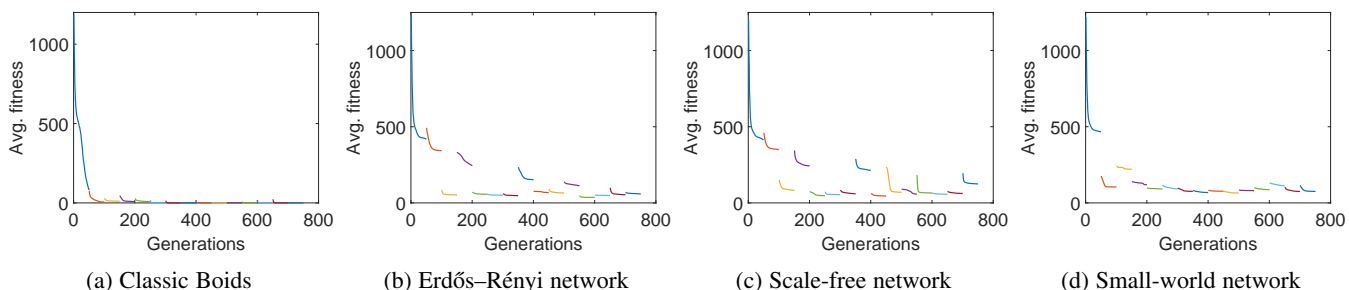 1000
500
0
Avg. fitness
0 200 400 600 800
Generations
(a) Classic Boids
1000
500
0
Avg. fitness
0 200 400 600 800
Generations
(b) Erdős–Rényi network
1000
500
0
Avg. fitness
0 200 400 600 800
Generations
(c) Scale-free network
1000
500
0
Avg. fitness
0 200 400 600 800
Generations
(d) Small-world network